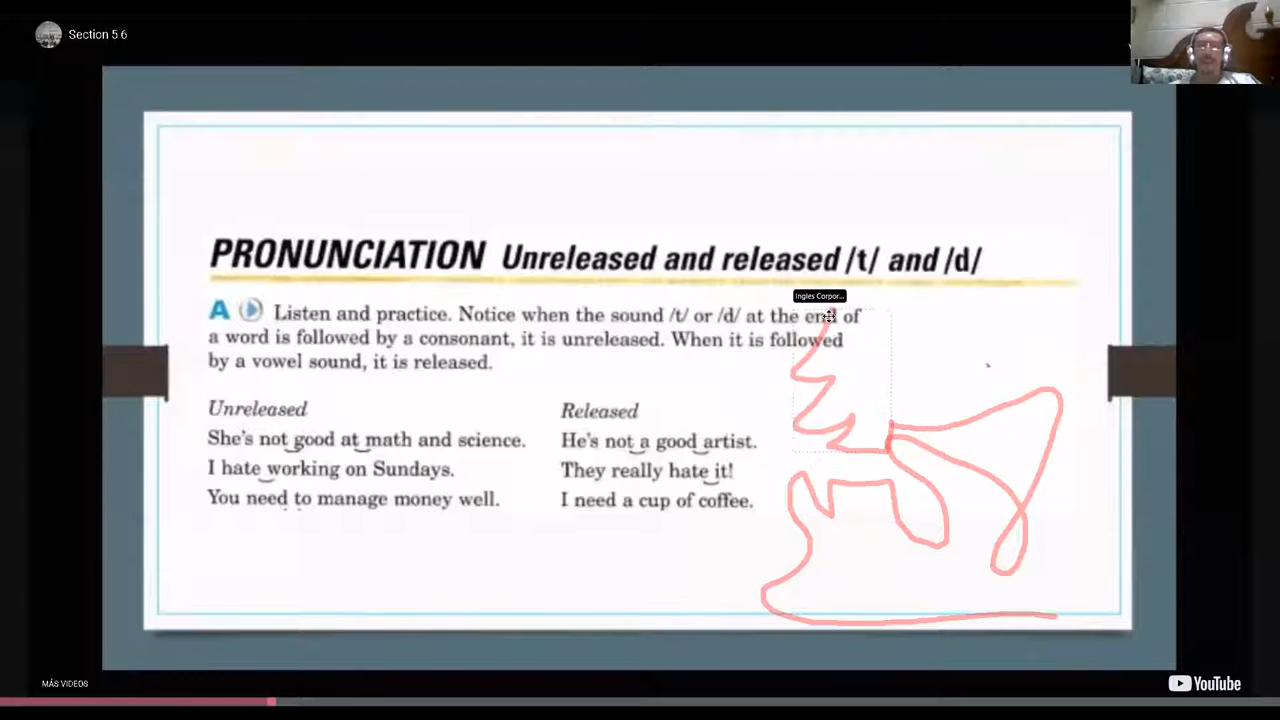 Section 5 6
PRONUNCIATION Unreleased and released /t/ and /d/
Ingles Corpor...
A Listen and practice. Notice when the sound /t/ or /d/ at the end of
a word is followed by a consonant, it is unreleased. When it is followed
by a vowel sound, it is released.
Unreleased
She's not good at math and science.
I hate working on Sundays.
You need to manage money well.
Released
He's not a good artist.
They really hate it!
I need a cup of coffee.
MÁS VIDEOS
YouTube